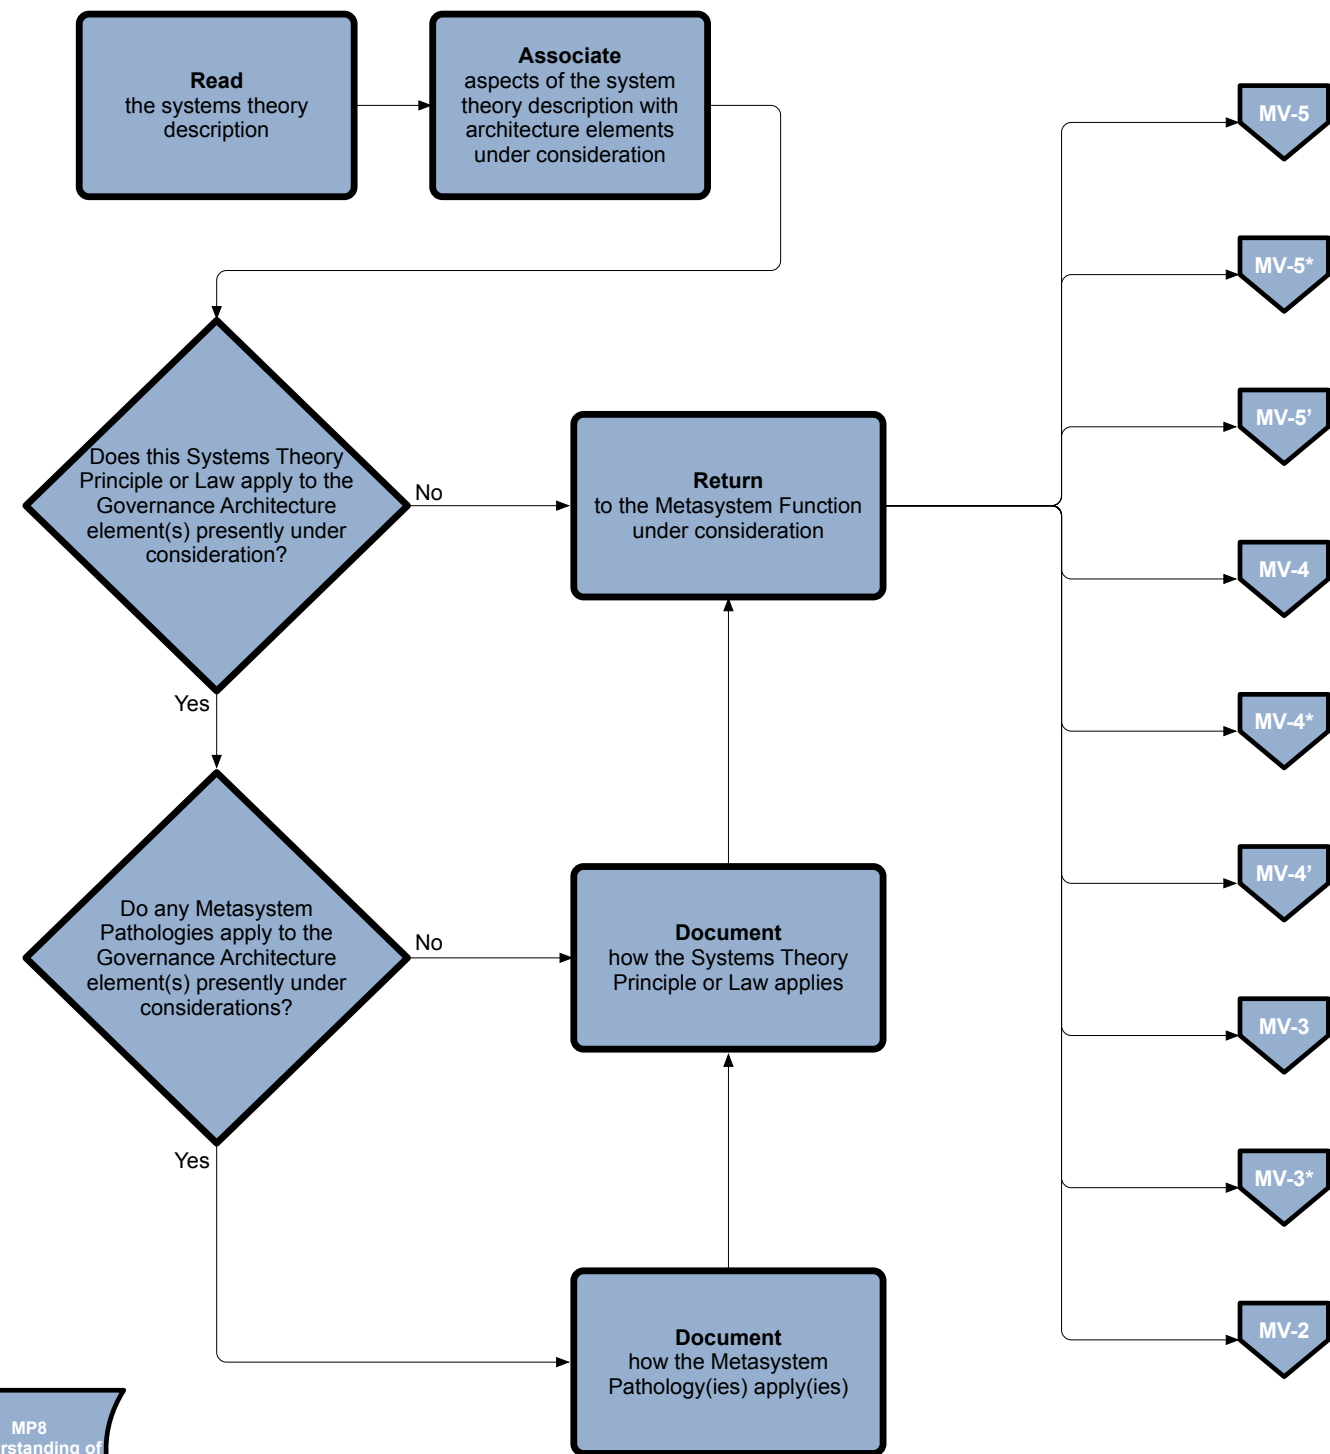 Read
the systems theory
description
Associate
aspects of the system
theory description with
architecture elements
under consideration
MV-5
MV-5*
MV-5’
MV-4
MV-4*
MV-4’
MV-3
MV-3*
MV-2
Does this Systems Theory
Principle or Law apply to the
Governance Architecture
element(s) presently under
consideration?
No
Yes
Return
to the Metasystem Function
under consideration
Do any Metasystem
Pathologies apply to the
Governance Architecture
element(s) presently under
considerations?
No
Yes
Document
how the Systems Theory
Principle or Law applies
Document
how the Metasystem
Pathology(ies) apply(ies)
MP8
of